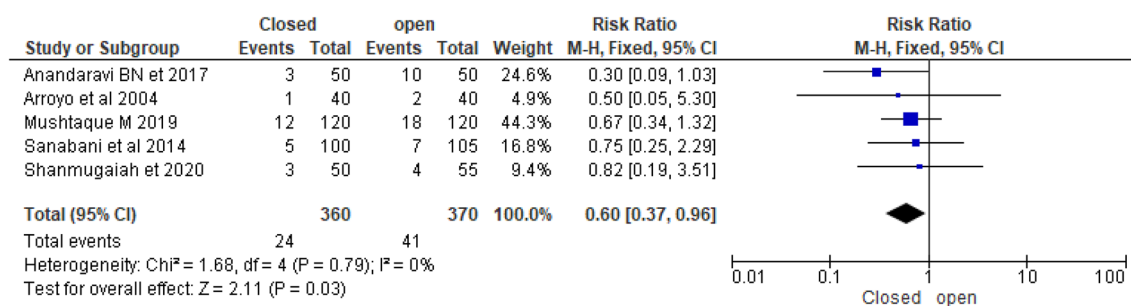 Closed open Risk Ratio Risk Ratio
Study or Subgroup Events Total Events Total Weight M-H, Fixed, 95% CI M-H, Fixed, 95% CI
Anandaravi BN et 2017 3 50 10 50 24.6% 0.30 [0.09, 1.03]
Arroyo et al 2004 1 40 2 40 4.9% 0.50 [0.05, 5.30]
Mushtaque M 2019 12 120 18 120 44.3% 0.67 [0.34, 1.32]
Sanabani et al 2014 5 100 7 105 16.8% 0.75 [0.25, 2.29]
Shanmugaiah et 2020 3 50 4 55 9.4% 0.82 [0.19, 3.51]
Total (95% CI) 360 370 100.0% 0.60 [0.37, 0.96]
Total events 24 41
Heterogeneity: Chi² = 1.68, df = 4 (P = 0.79); I² = 0%
Test for overall effect: Z = 2.11 (P = 0.03)
0.01 0.1 1 10 100
Closed open